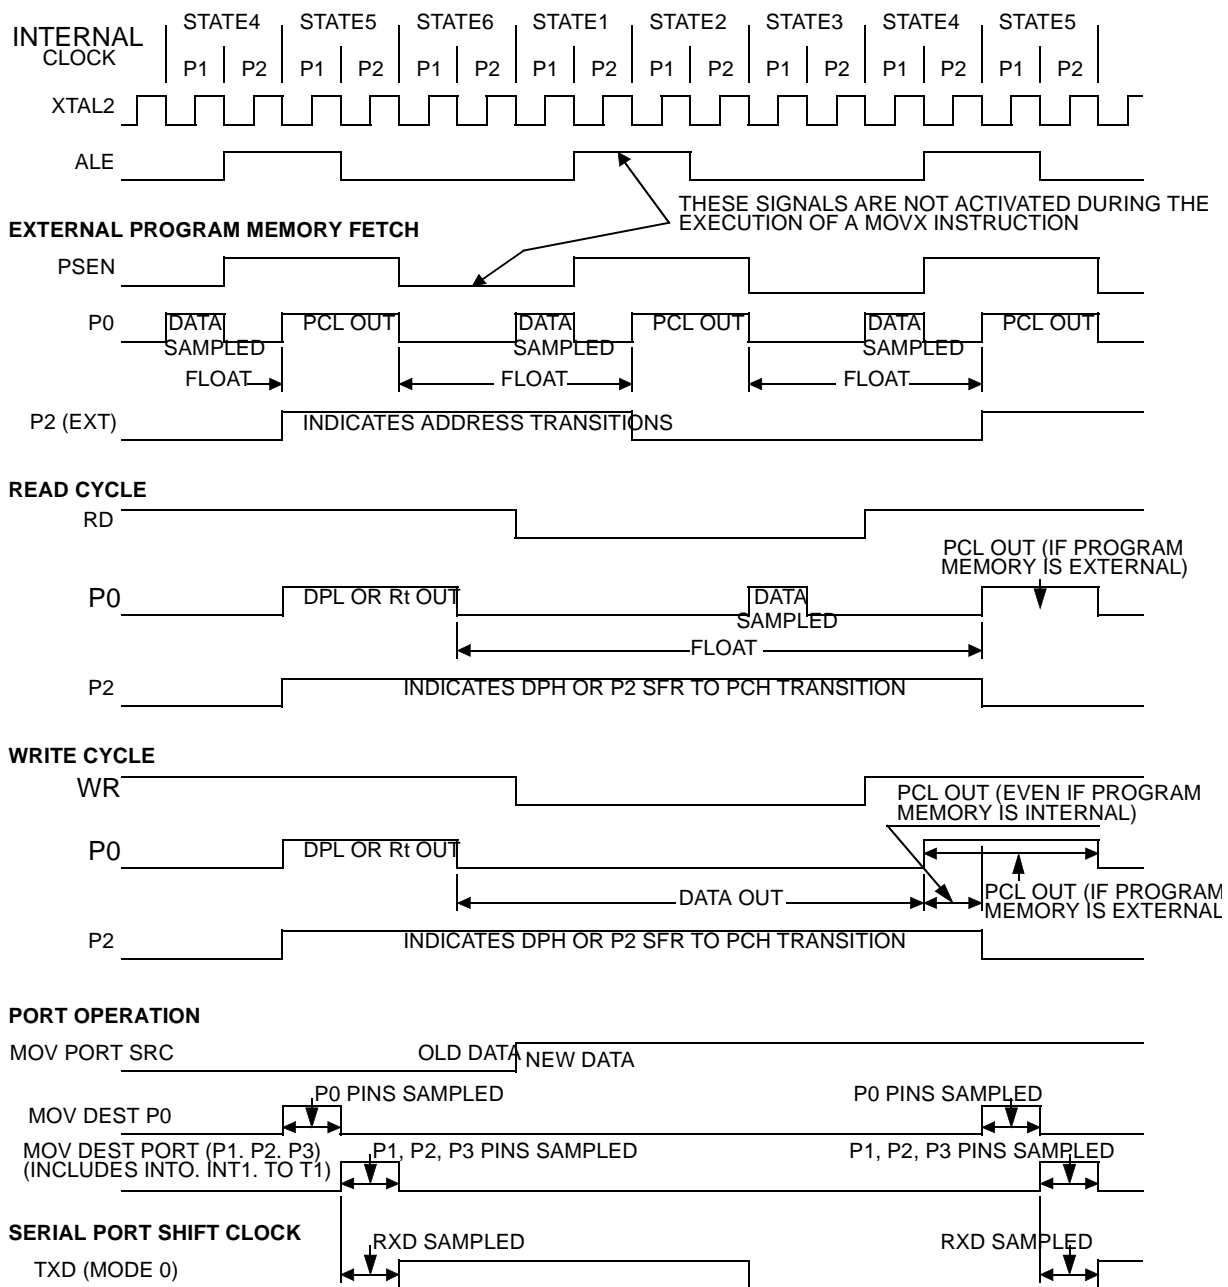 INTERNAL
CLOCK
STATE4 STATE5 STATE6 STATE1 STATE2 STATE3 STATE4 STATE5
P1 P2 P1 P2 P1 P2 P1 P2 P1 P2 P1 P2 P1 P2 P1 P2
XTAL2
ALE
THESE SIGNALS ARE NOT ACTIVATED DURING THE
EXECUTION OF A MOVX INSTRUCTION
EXTERNAL PROGRAM MEMORY FETCH
PSEN
P0 DATA PCL OUT DATA PCL OUT DATA PCL OUT
SAMPLED SAMPLED SAMPLED
FLOAT FLOAT FLOAT
P2 (EXT) INDICATES ADDRESS TRANSITIONS
READ CYCLE
RD
PCL OUT (IF PROGRAM
MEMORY IS EXTERNAL)
P0 DPL OR Rt OUT DATA
SAMPLED
FLOAT
P2 INDICATES DPH OR P2 SFR TO PCH TRANSITION
WRITE CYCLE
WR
PCL OUT (EVEN IF PROGRAM
MEMORY IS INTERNAL)
P0 DPL OR Rt OUT
DATA OUT
PCL OUT (IF PROGRAM
MEMORY IS EXTERNAL
P2 INDICATES DPH OR P2 SFR TO PCH TRANSITION
PORT OPERATION
MOV PORT SRC OLD DATA NEW DATA
P0 PINS SAMPLED P0 PINS SAMPLED
MOV DEST P0
MOV DEST PORT (P1. P2. P3) P1, P2, P3 PINS SAMPLED P1, P2, P3 PINS SAMPLED
(INCLUDES INTO. INT1. TO T1)
SERIAL PORT SHIFT CLOCK
RXD SAMPLED RXD SAMPLED
TXD (MODE 0)